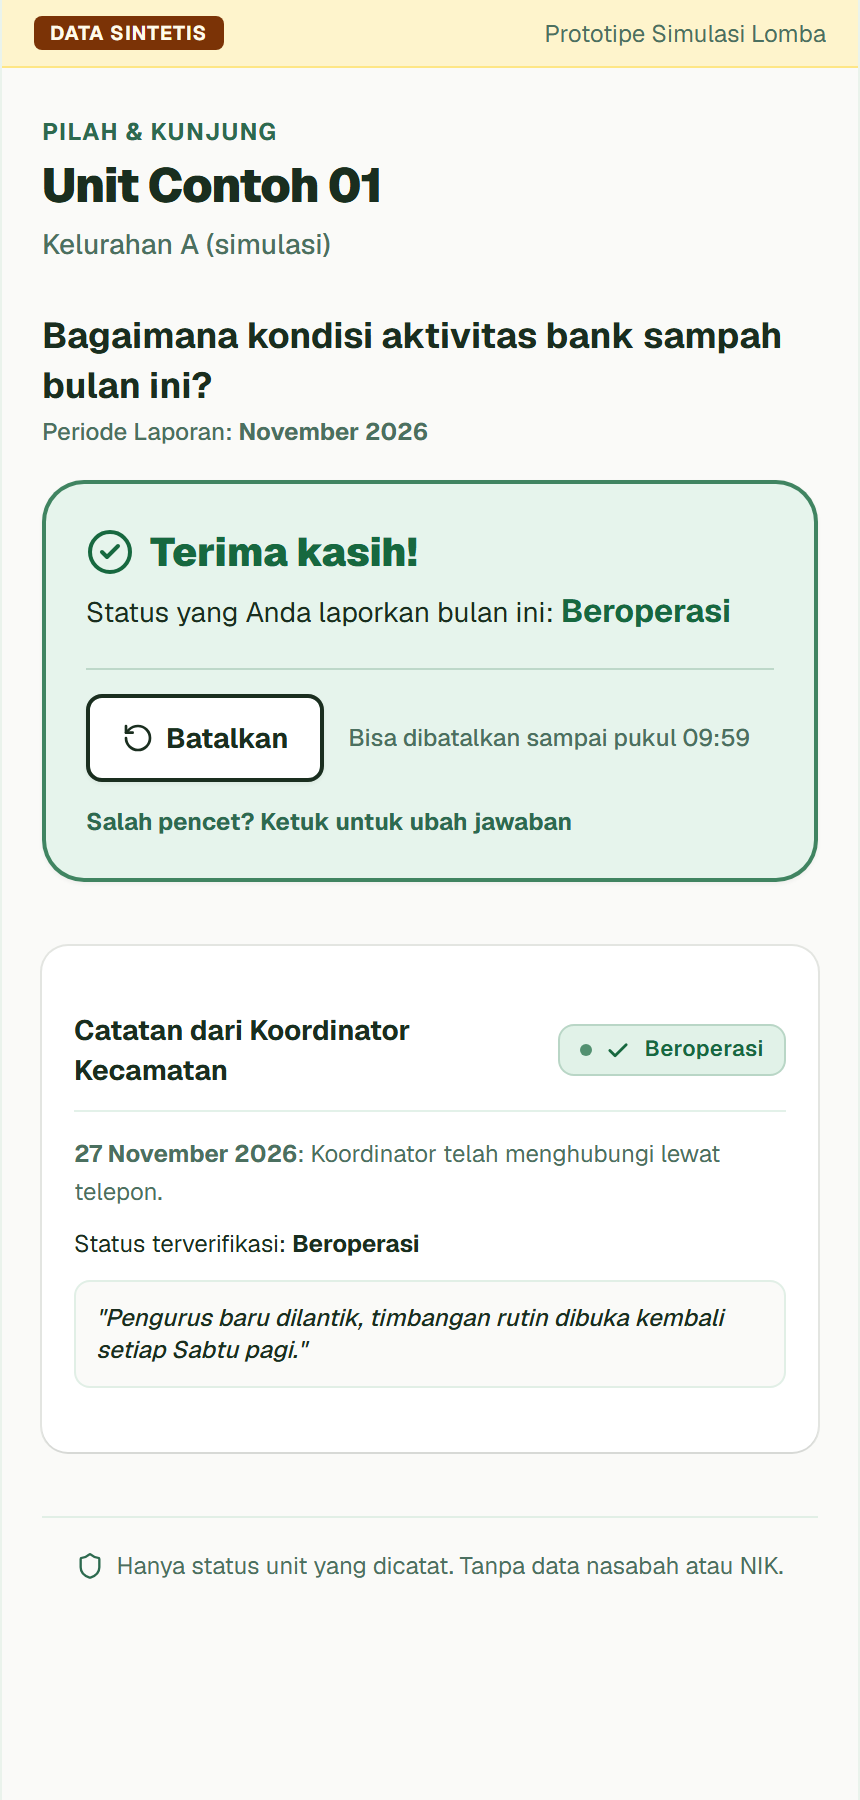 DATA SINTETIS
Prototipe Simulasi Lomba
PILAH & KUNJUNG
Unit Contoh 01
Kelurahan A (simulasi)
Bagaimana kondisi aktivitas bank sampah
bulan ini?
Periode Laporan: November 2026
Terima kasih!
Status yang Anda laporkan bulan ini: Beroperasi
Batalkan
Bisa dibatalkan sampai pukul 09:59
Salah pencet? Ketuk untuk ubah jawaban
Catatan dari Koordinator
Kecamatan
Beroperasi
27 November 2026: Koordinator telah menghubungi lewat
telepon.
Status terverifikasi: Beroperasi
"Pengurus baru dilantik, timbangan rutin dibuka kembali
setiap Sabtu pagi."
Hanya status unit yang dicatat. Tanpa data nasabah atau NIK.